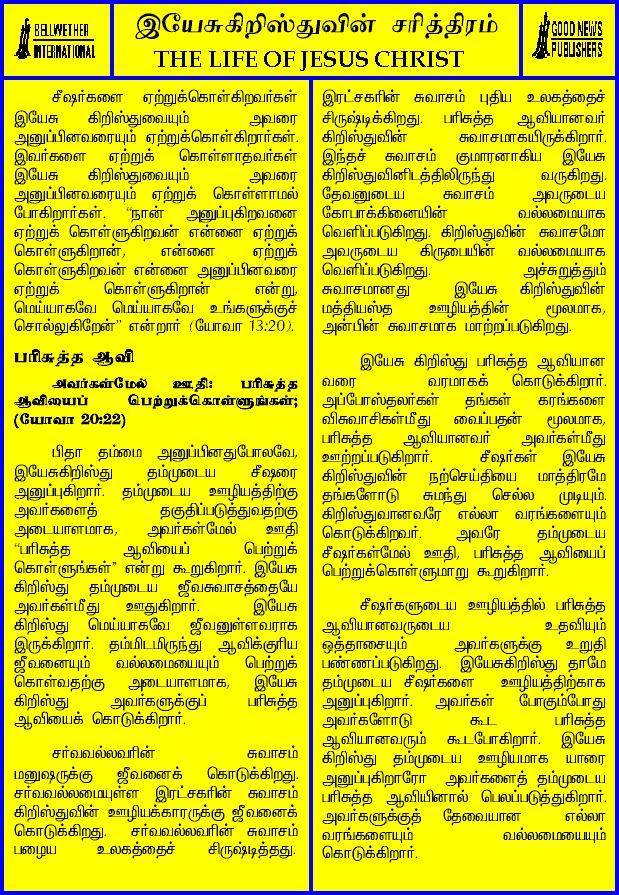 BELLWETHER
INTERNATIONAL
இயேசுகிறிஸ்துவின் சரித்திரம்
THE LIFE OF JESUS CHRIST
GOOD NEWS
PUBLISHERS
சீஷர்களை ஏற்றுக்கொள்கிறவர்கள்
இயேசு கிறிஸ்துவையும் அவரை
அனுப்பினவரையும் ஏற்றுக்கொள்கிறார்கள்.
இவர்களை ஏற்றுக் கொள்ளாதவர்கள்
இயேசு கிறிஸ்துவையும் அவரை
அனுப்பினவரையும் ஏற்றுக் கொள்ளாமல்
போகிறார்கள். “நான் அனுப்புகிறவனை
ஏற்றுக் கொள்ளுகிறவன் என்னை ஏற்றுக்
கொள்ளுகிறான், என்னை ஏற்றுக்
கொள்ளுகிறவன் என்னை அனுப்பினவரை
ஏற்றுக் கொள்ளுகிறான் என்று,
மெய்யாகவே மெய்யாகவே உங்களுக்குச்
சொல்லுகிறேன்” என்றார் (யோவா 13:20).
பரிசுத்த ஆவி
அவர்கள்மேல் ஊதி: பரிசுத்த
ஆவியைப் பெற்றுக்கொள்ளுங்கள்;
(யோவா 20:22)
பிதா தம்மை அனுப்பினதுபோலவே,
இயேசுகிறிஸ்து தம்முடைய சீஷரை
அனுப்புகிறார். தம்முடைய ஊழியத்திற்கு
அவர்களைத் தகுதிப்படுத்துவதற்கு
அடையாளமாக, அவர்கள்மேல் ஊதி
“பரிசுத்த ஆவியைப் பெற்றுக்
கொள்ளுங்கள்” என்று கூறுகிறார். இயேசு
கிறிஸ்து தம்முடைய ஜீவசுவாசத்தையே
அவர்கள்மீது ஊதுகிறார். இயேசு
கிறிஸ்து மெய்யாகவே ஜீவனுள்ளவராக
இருக்கிறார். தம்மிடமிருந்து ஆவிக்குரிய
ஜீவனையும் வல்லமையையும் பெற்றுக்
கொள்வதற்கு அடையாளமாக, இயேசு
கிறிஸ்து அவர்களுக்குப் பரிசுத்த
ஆவியைக் கொடுக்கிறார்.
சர்வவல்லவரின் சுவாசம்
மனுஷருக்கு ஜீவனைக் கொடுக்கிறது.
சர்வவல்லமையுள்ள இரட்சகரின் சுவாசம்
கிறிஸ்துவின் ஊழியக்காரருக்கு ஜீவனைக்
கொடுக்கிறது. சர்வவல்லவரின் சுவாசம்
பழைய உலகத்தைச் சிருஷ்டித்தது.
இரட்சகரின் சுவாசம் புதிய உலகத்தைச்
சிருஷ்டிக்கிறது. பரிசுத்த ஆவியானவர்
கிறிஸ்துவின் சுவாசமாகயிருக்கிறார்.
இந்தச் சுவாசம் குமாரனாகிய இயேசு
கிறிஸ்துவினிடத்திலிருந்து வருகிறது.
தேவனுடைய சுவாசம் அவருடைய
கோபாக்கினையின் வல்லமையாக
வெளிப்படுகிறது. கிறிஸ்துவின் சுவாசமோ
அவருடைய கிருபையின் வல்லமையாக
வெளிப்படுகிறது. அச்சுறுத்தும்
சுவாசமானது இயேசு கிறிஸ்துவின்
மத்தியஸ்த ஊழியத்தின் மூலமாக,
அன்பின் சுவாசமாக மாற்றப்படுகிறது.
இயேசு கிறிஸ்து பரிசுத்த ஆவியான
வரை வரமாகக் கொடுக்கிறார்.
அப்போஸ்தலர்கள் தங்கள் கரங்களை
விசுவாசிகள்மீது வைப்பதன் மூலமாக,
பரிசுத்த ஆவியானவர் அவர்கள்மீது
ஊற்றப்படுகிறார். சீஷர்கள் இயேசு
கிறிஸ்துவின் நற்செய்தியை மாத்திரமே
தங்களோடு சுமந்து செல்ல முடியும்.
கிறிஸ்துவானவரே எல்லா வரங்களையும்
கொடுக்கிறவர். அவரே தம்முடைய
சீஷர்கள்மேல் ஊதி, பரிசுத்த ஆவியைப்
பெற்றுக்கொள்ளுமாறு கூறுகிறார்.
சீஷர்களுடைய ஊழியத்தில் பரிசுத்த
ஆவியானவருடைய உதவியும்
ஒத்தாசையும் அவர்களுக்கு உறுதி
பண்ணப்படுகிறது. இயேசுகிறிஸ்து தாமே
தம்முடைய சீஷர்களை ஊழியத்திற்காக
அனுப்புகிறார். அவர்கள் போகும்போது
அவர்களோடு கூட பரிசுத்த
ஆவியானவரும் கூடபோகிறார். இயேசு
கிறிஸ்து தம்முடைய ஊழியமாக யாரை
அனுப்புகிறாரோ அவர்களைத் தம்முடைய
பரிசுத்த ஆவியினால் பெலப்படுத்துகிறார்.
அவர்களுக்குத் தேவையான எல்லா
வரங்களையும் வல்லமையையும்
கொடுக்கிறார்.